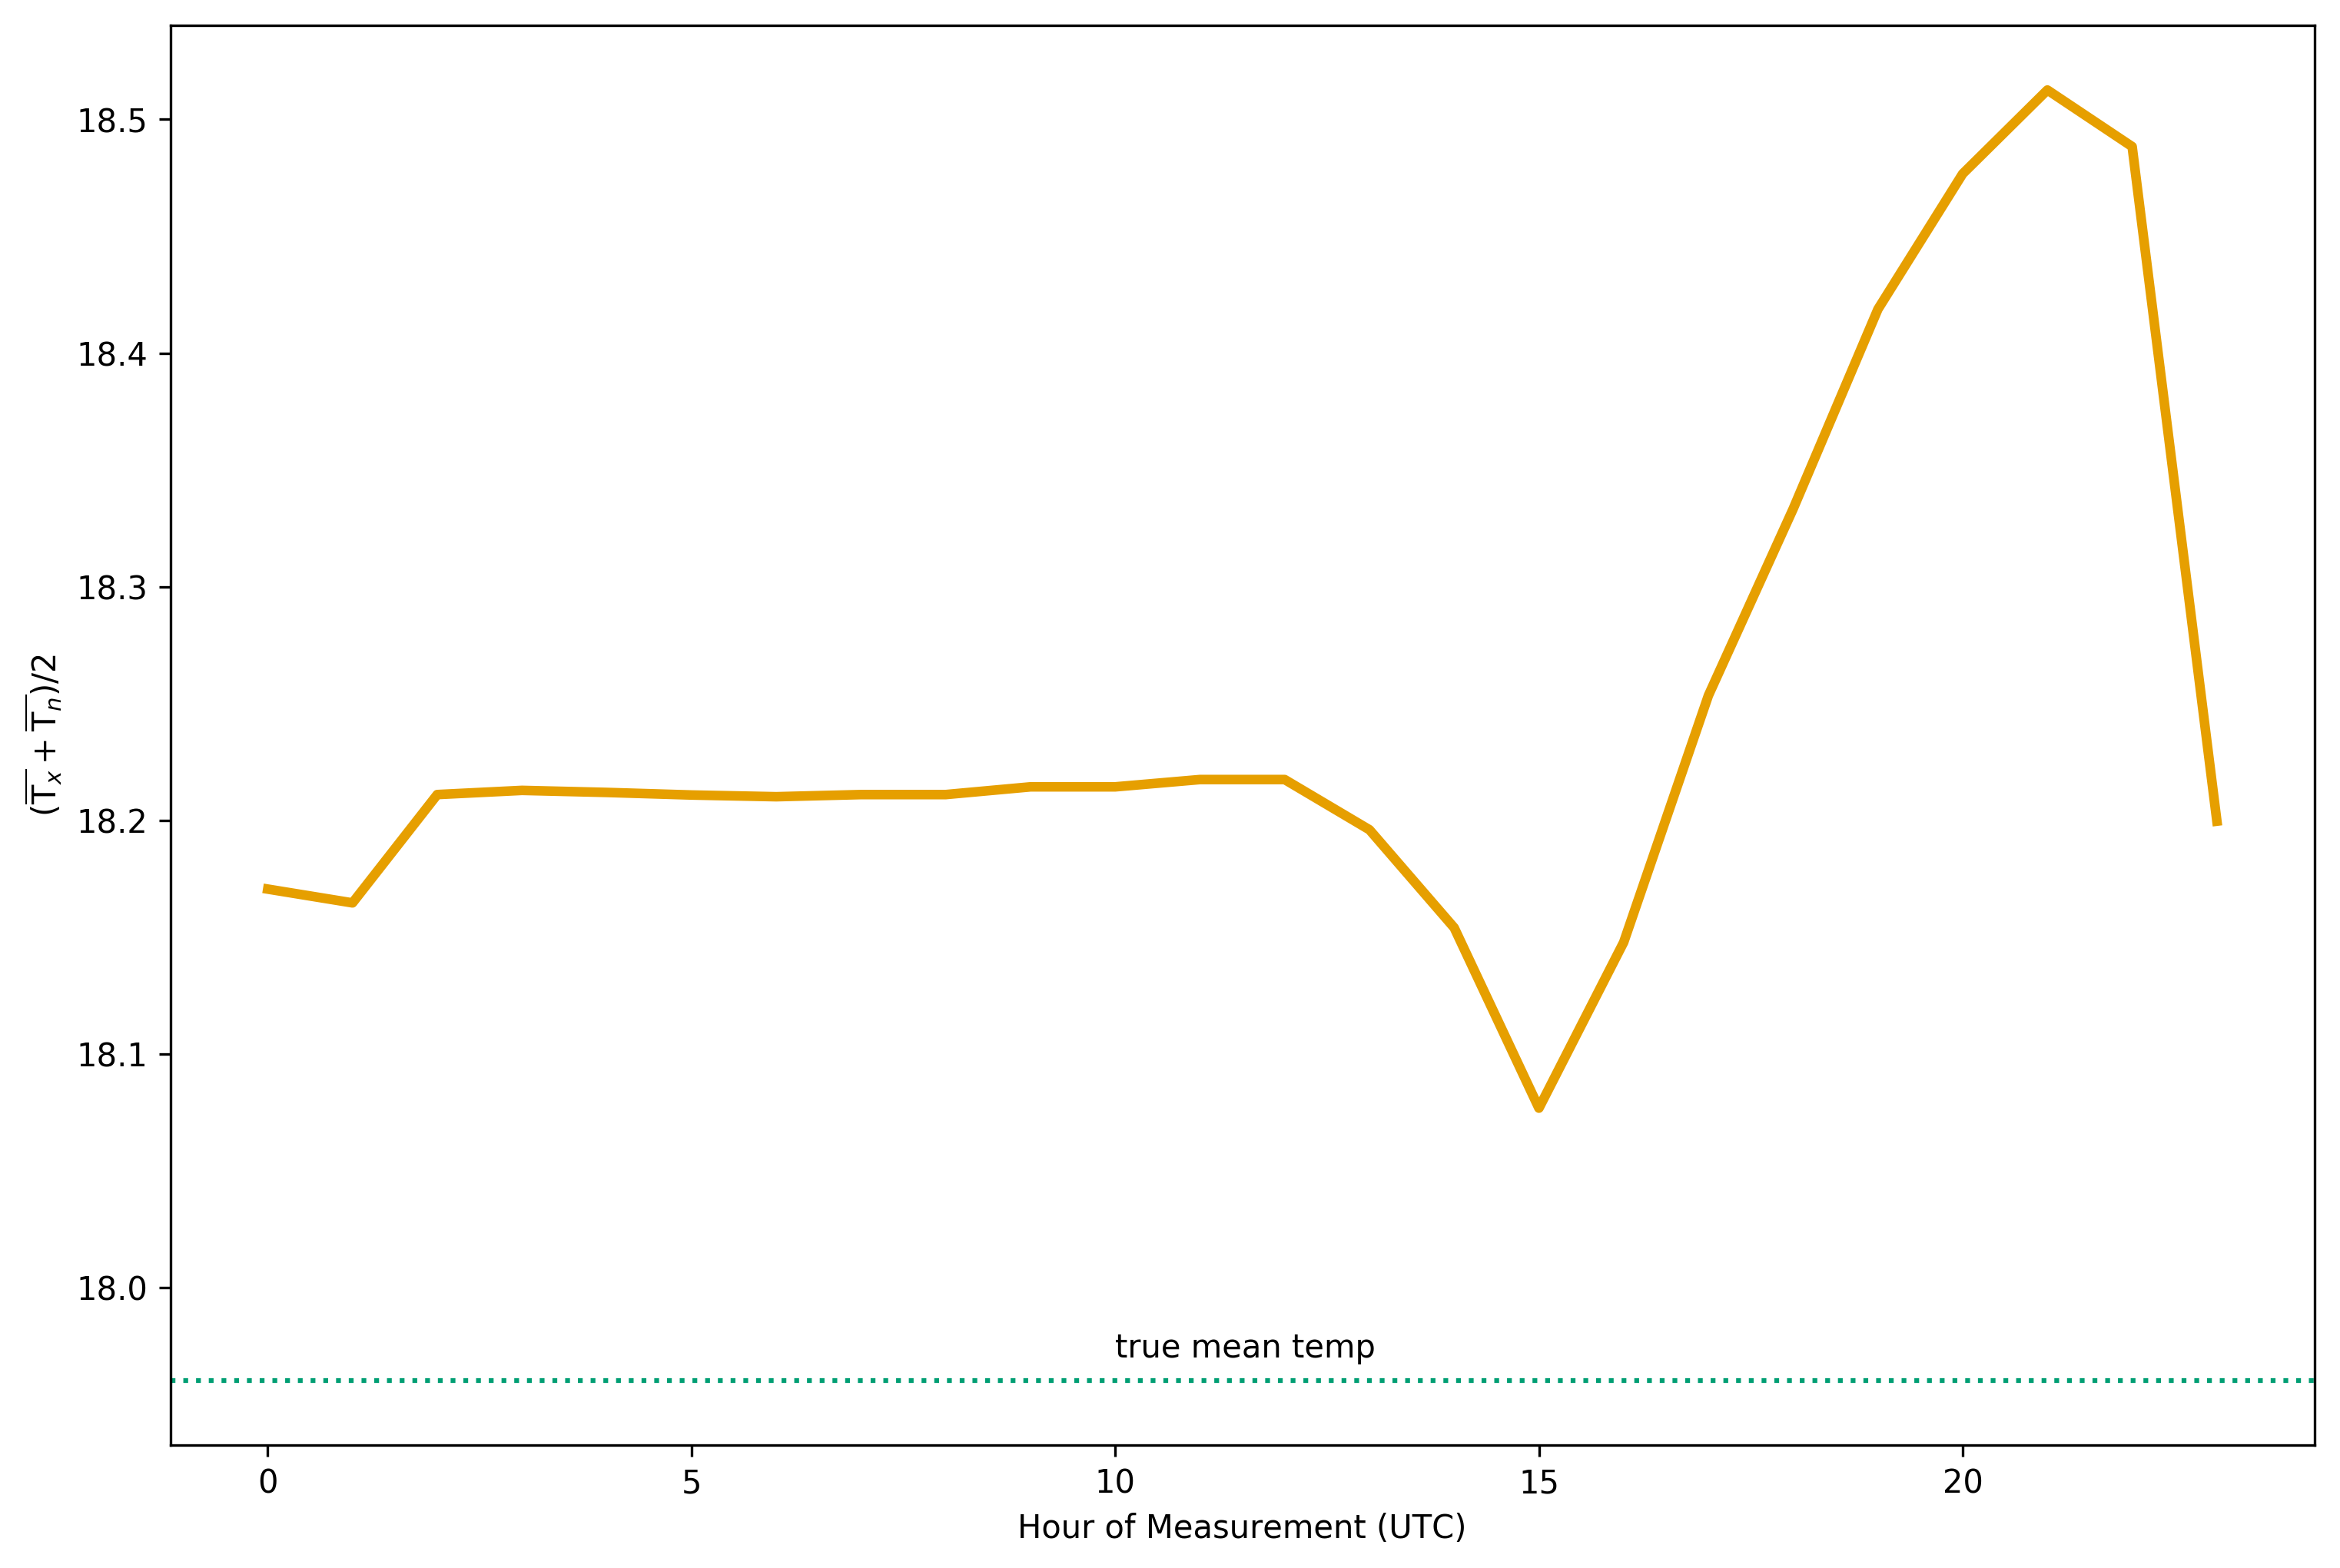 18.5
18.4
18.3
18.2
18.1
18.0
(T̅ₓ + T̅ₙ)/2
true mean temp
0 5 10 15 20
Hour of Measurement (UTC)